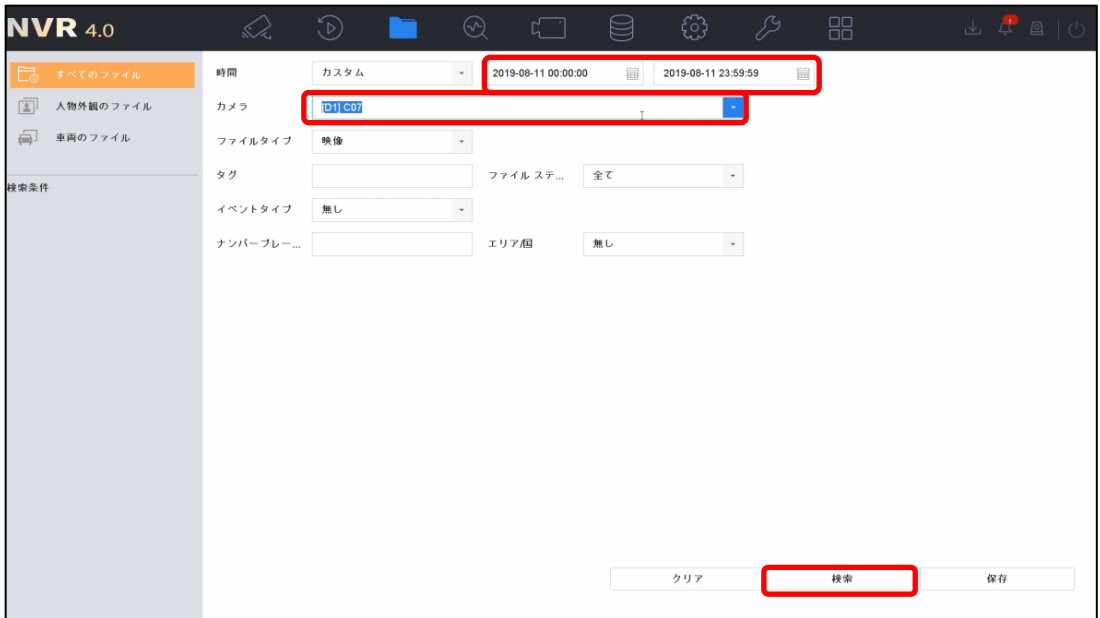 NVR 4.0
1
すべてのファイル
人物外観のファイル
車両のファイル
検索条件
時間 カスタム 2019-08-11 00:00:00 2019-08-11 23:59:59
カメラ [D1] C07
ファイルタイプ 映像
タグ ファイル ステ... 全て
イベントタイプ 無し
ナンバープレー... エリア/国 無し
クリア 検索 保存